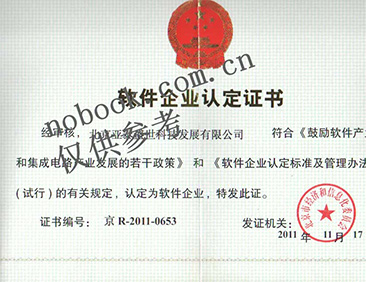 软件企业认定证书
经审核，北京亚 世科技发展有限公司 符合《鼓励软件产
和集成电路产业发展的若干政策》和《软件企业认定标准及管理办法
(试行)的有关规定，认定为软件企业，特发此证。
证书编号：京 R-2011-0653
发证机关：
2011 年 11 月 17
北京市经济和信息化委员会
noboor.com.cn
仅供参考